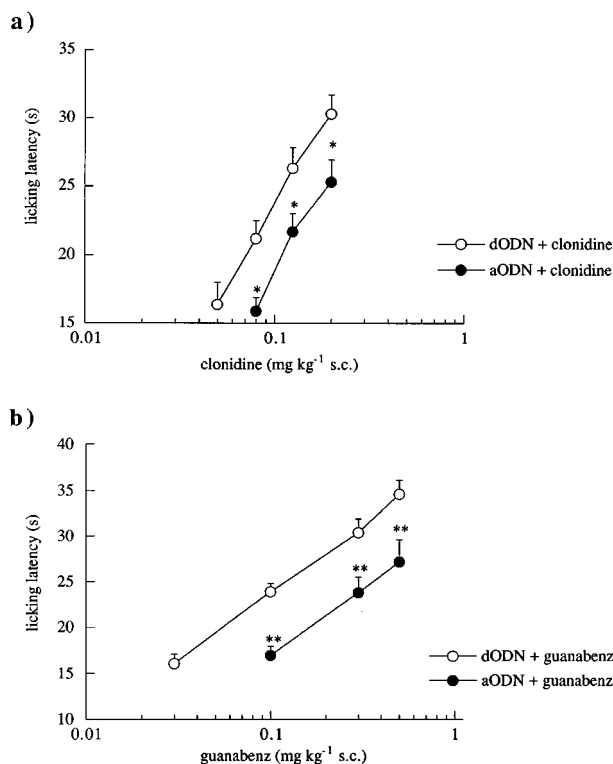 a)
35
30
25
20
15
licking latency (s)
*
*
*
dODN + clonidine
aODN + clonidine
0.01
0.1
1
clonidine (mg kg⁻¹ s.c.)
b)
40
35
30
25
20
15
10
licking latency (s)
**
**
**
dODN + guanabenz
aODN + guanabenz
0.01
0.1
1
guanabenz (mg kg⁻¹ s.c.)